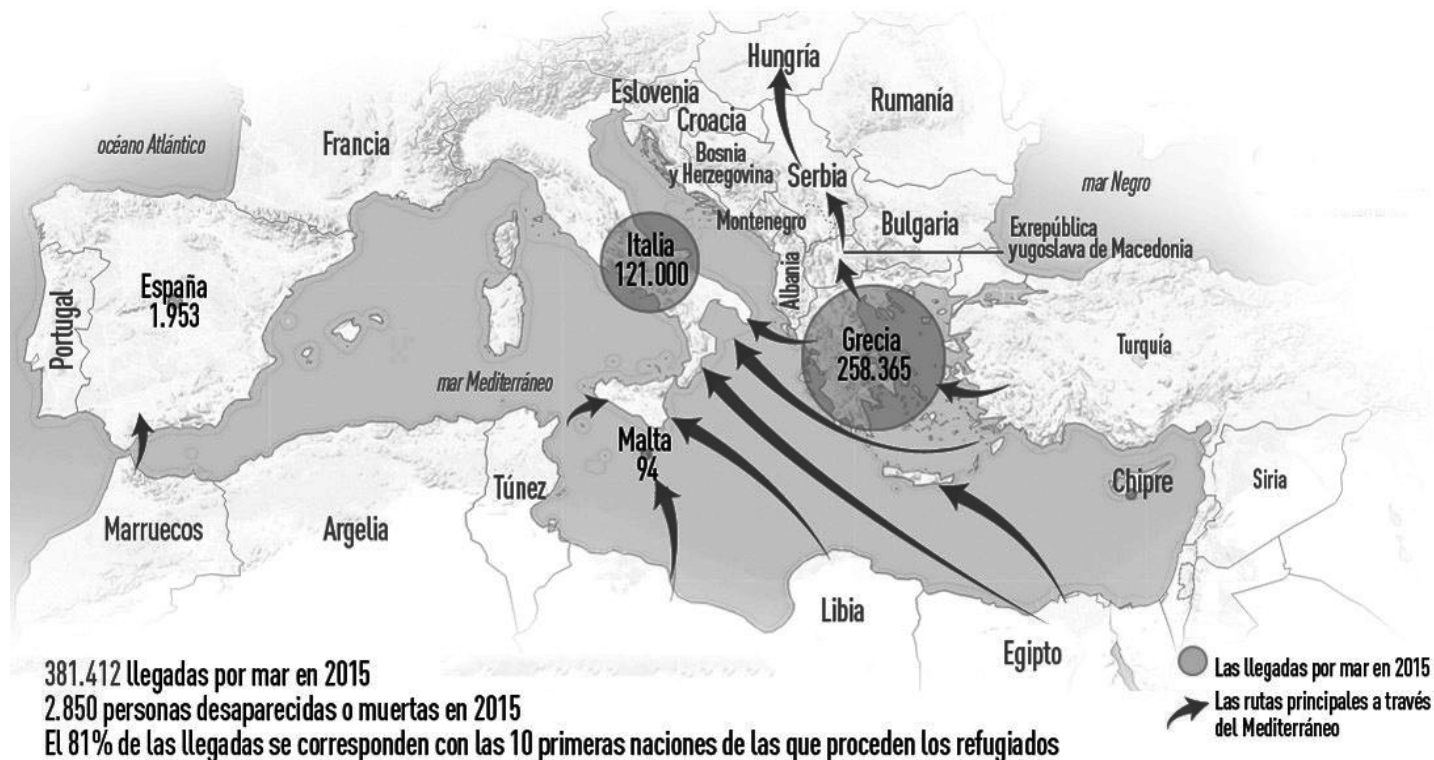 Hungría
Eslovenia
Rumanía
Croacia
océano Atlántico
Francia
Bosnia
y Herzegovina
Serbia
mar Negro
Montenegro
Bulgaria
Exrepública
yugoslava de Macedonia
Italia
121.000
Albania
España
1.953
Portugal
Grecia
258.365
Turquía
mar Mediterráneo
Malta
94
Túnez
Chipre
Siria
Marruecos
Argelia
Libia
Egipto
381.412 llegadas por mar en 2015
2.850 personas desaparecidas o muertas en 2015
El 81% de las llegadas se corresponden con las 10 primeras naciones de las que proceden los refugiados
Las llegadas por mar en 2015
Las rutas principales a través
del Mediterráneo